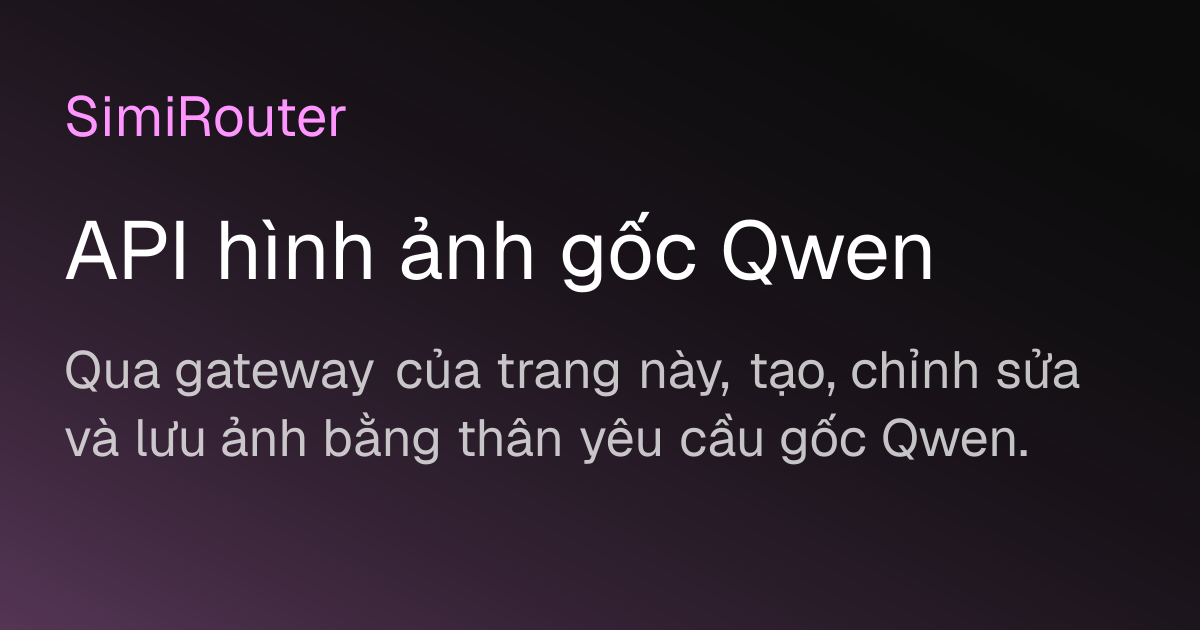 SimiRouter
API hình ảnh gốc Qwen
Qua gateway của trang này, tạo, chỉnh sửa
và lưu ảnh bằng thân yêu cầu gốc Qwen.